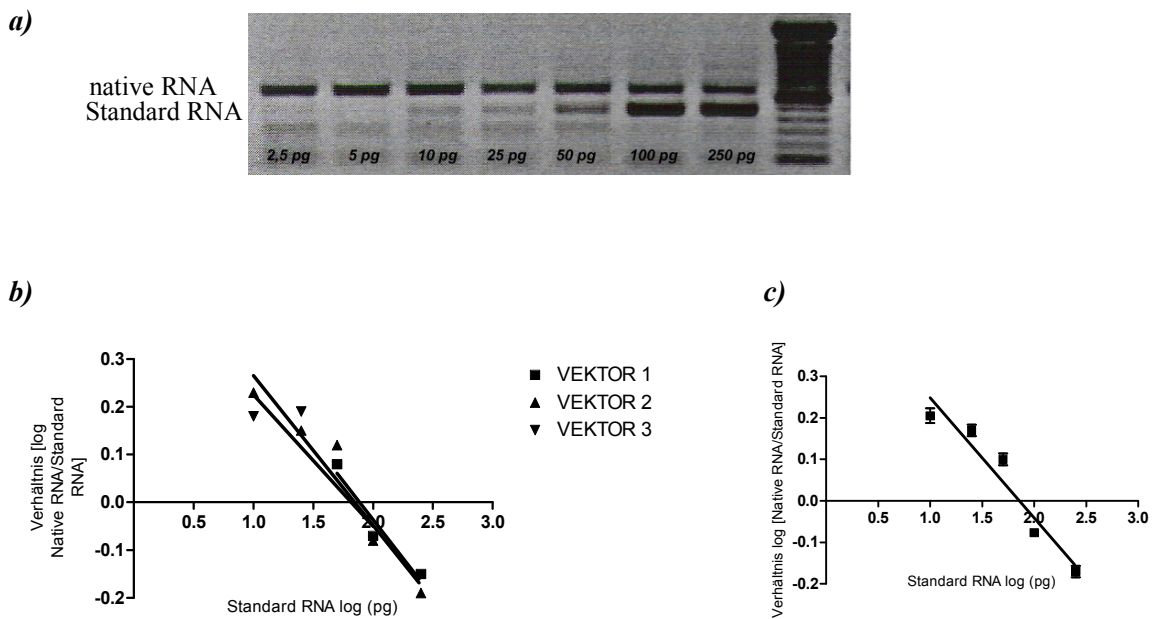 a)
native RNA
Standard RNA
2,5 pg 5 pg 10 pg 25 pg 50 pg 100 pg 250 pg
b)
Verhältnis [log
Native RNA/Standard
RNA]
0.3
0.2
0.1
0.0
-0.1
-0.2
0.5 1.0 1.5 2.0 2.5 3.0
Standard RNA log (pg)
VEKTOR 1
VEKTOR 2
VEKTOR 3
c)
Verhältnis log [Native RNA/Standard RNA]
0.3
0.2
0.1
0.0
-0.1
-0.2
0.5 1.0 1.5 2.0 2.5 3.0
Standard RNA log (pg)